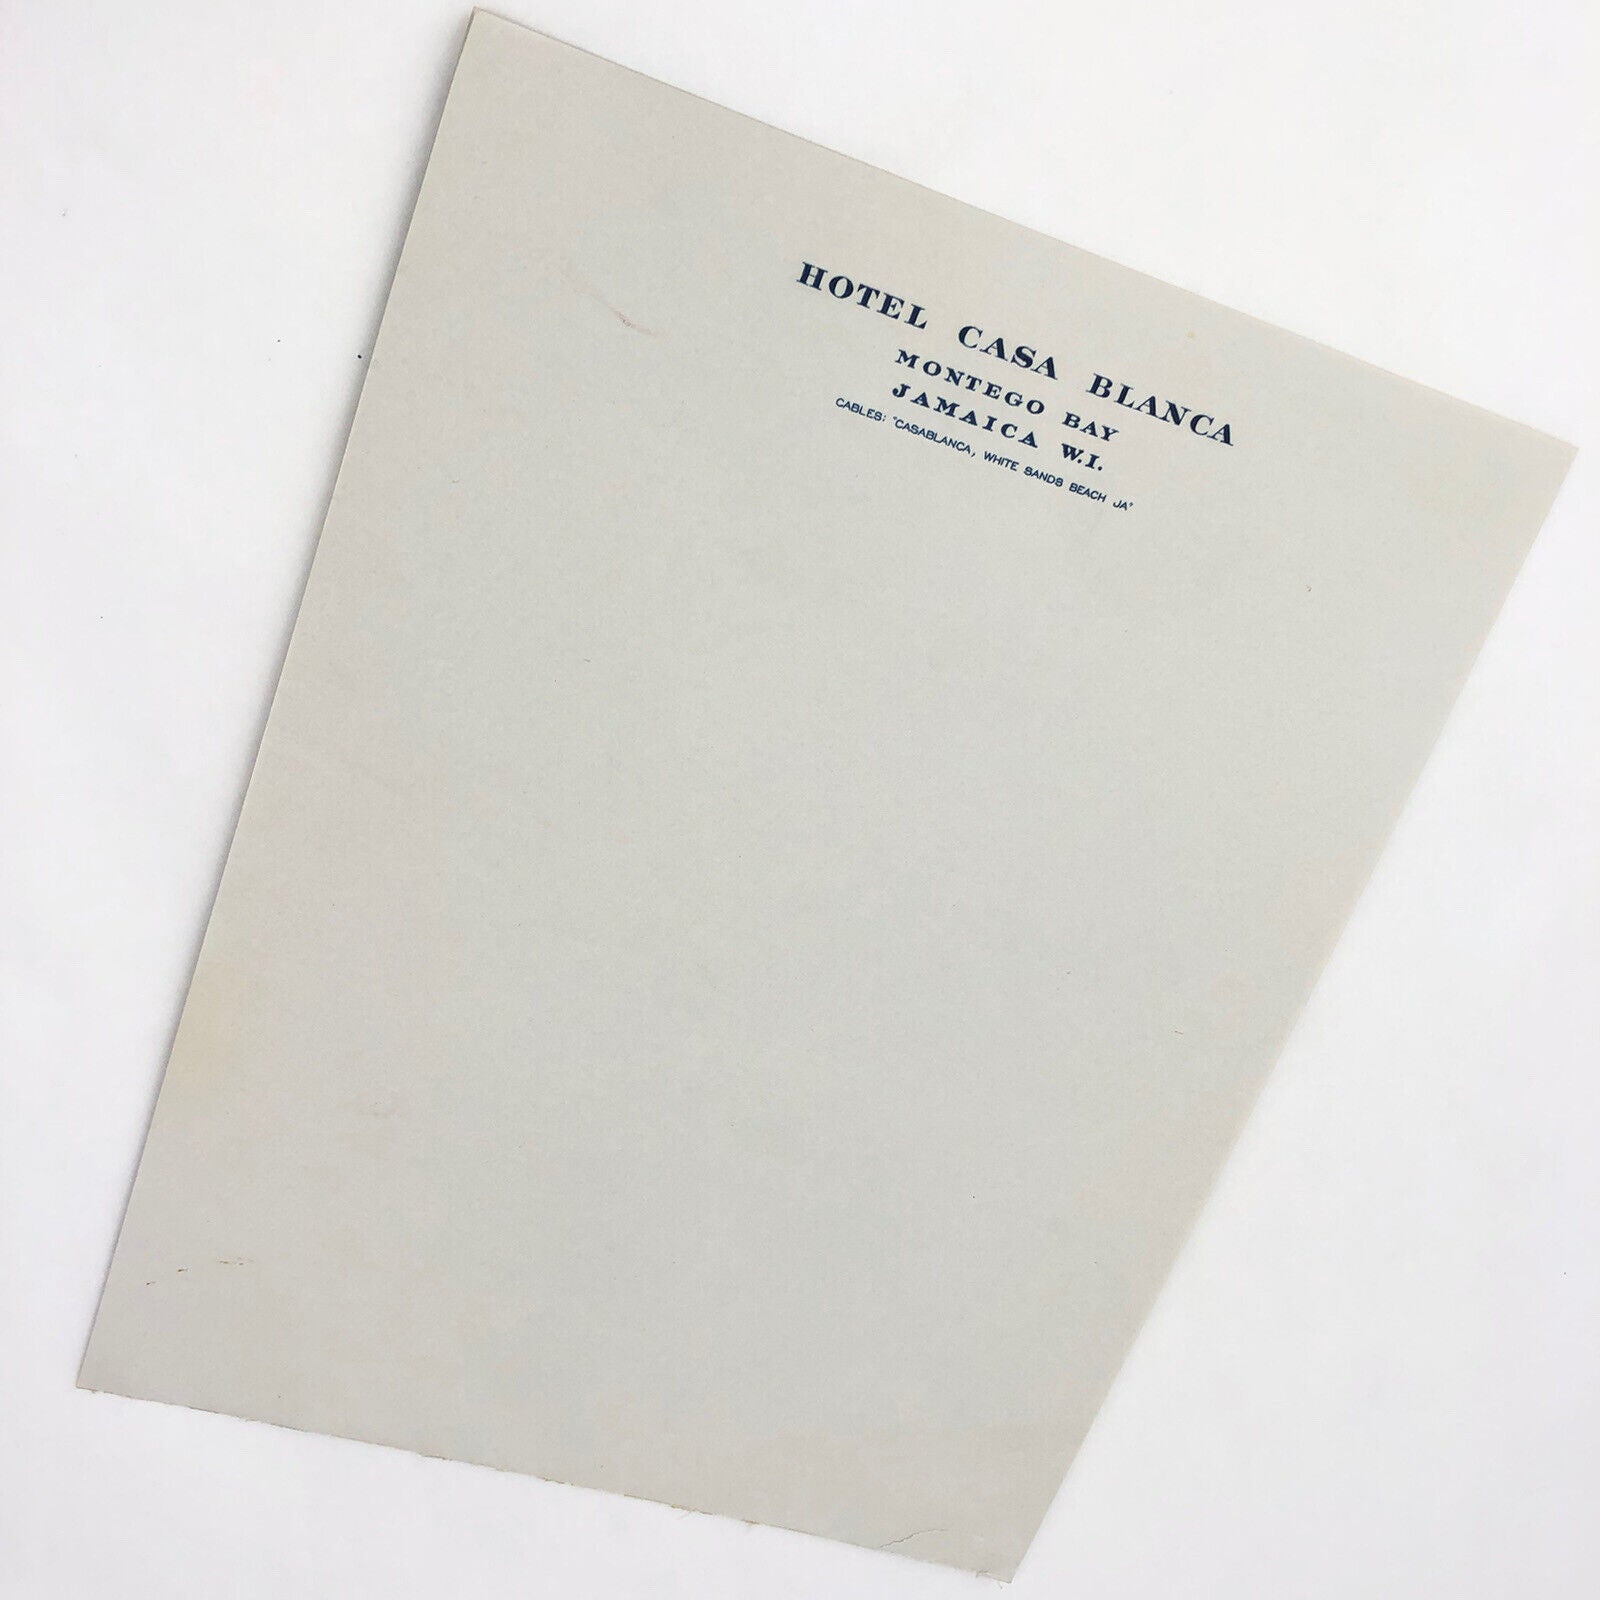 HOTEL CASA BLANCA
MONTEGO BAY
JAMAICA W.I.
CABLES: "CASABLANCA, WHITE SANDS BEACH JA"